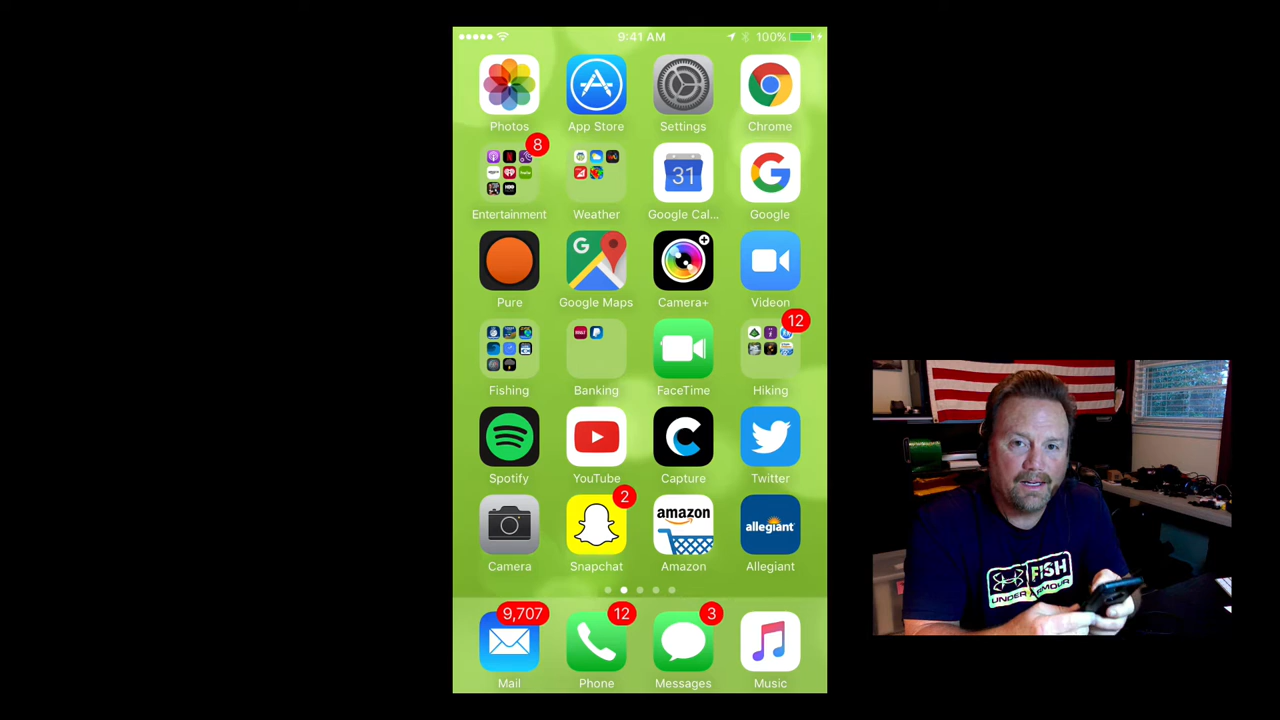 9:41 AM
100%
Photos
App Store
Settings
Chrome
8
31
Entertainment
Weather
Google Cal...
Google
G
Pure
Google Maps
Camera+
Videon
12
Fishing
Banking
FaceTime
Hiking
Spotify
YouTube
Capture
Twitter
2
amazon
allegiant
Camera
Snapchat
Amazon
Allegiant
9,707
12
3
Mail
Phone
Messages
Music
FISH
UNDER ARMOUR